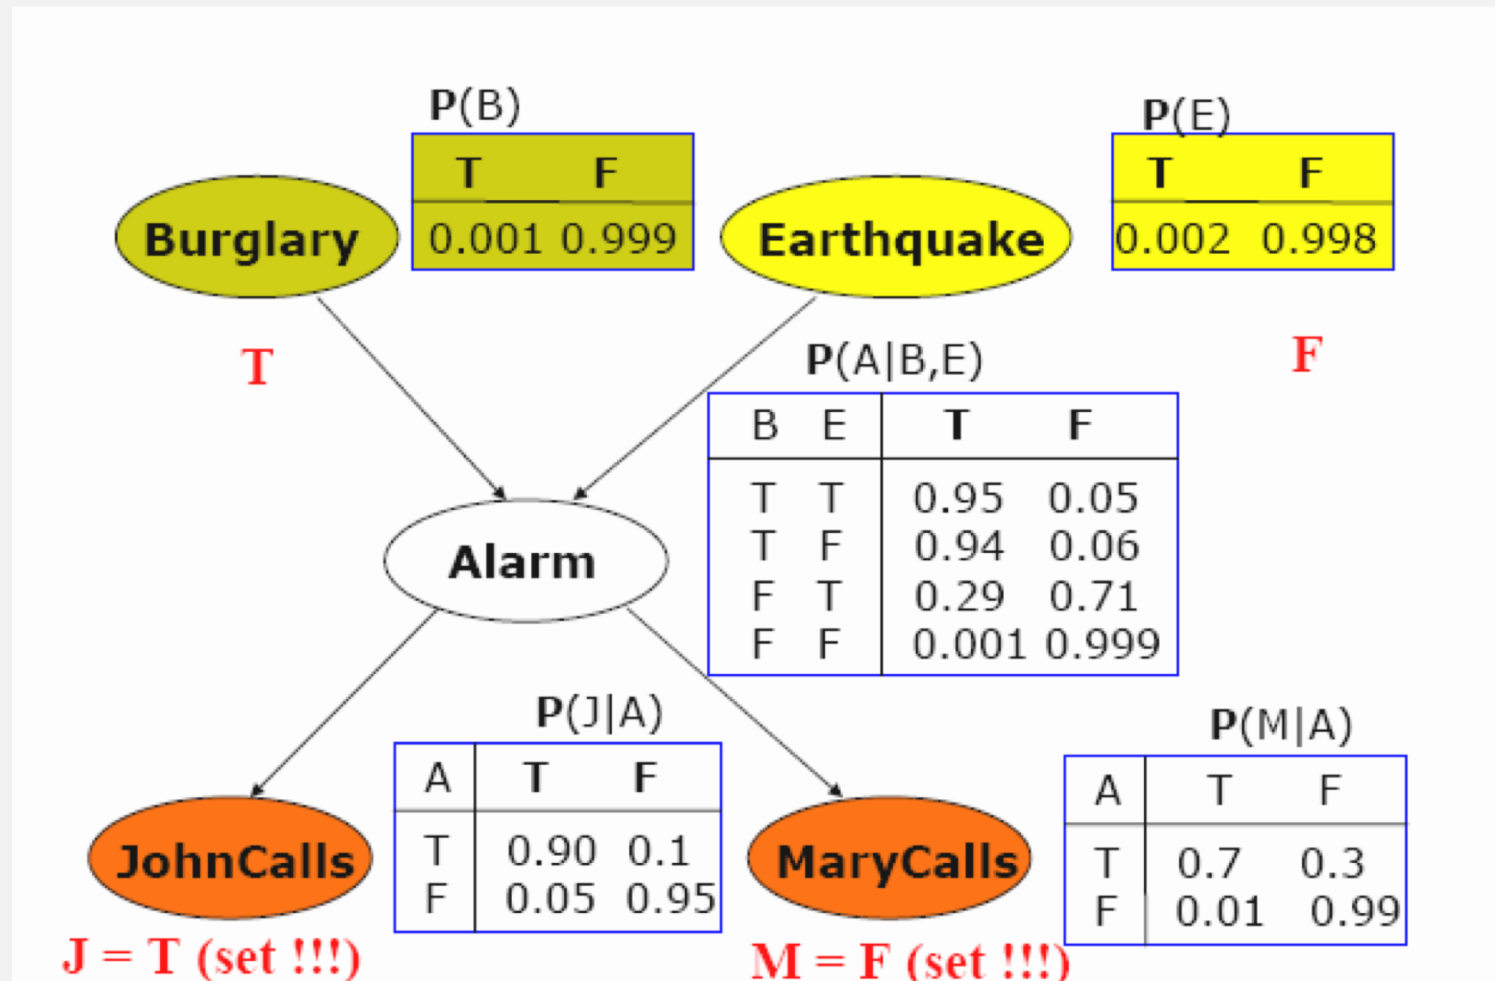 P(B)
T F
0.001 0.999
Burglary
T
P(E)
T F
0.002 0.998
Earthquake
F
P(A|B,E)
B E T F
T T 0.95 0.05
T F 0.94 0.06
F T 0.29 0.71
F F 0.001 0.999
Alarm
P(J|A)
A T F
T 0.90 0.1
F 0.05 0.95
JohnCalls
J = T (set !!!)
P(M|A)
A T F
T 0.7 0.3
F 0.01 0.99
MaryCalls
M = F (set !!!)